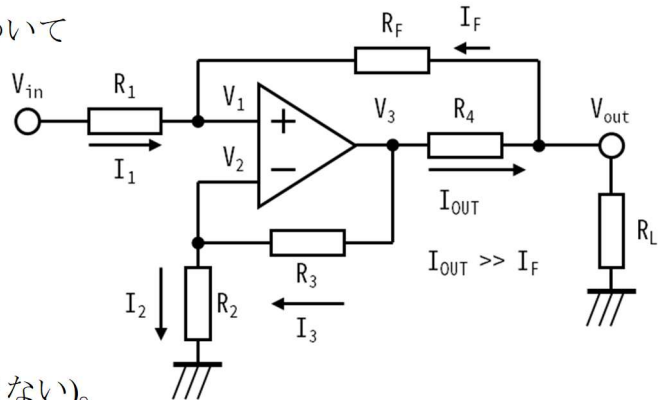 ついて
R_F
I_F
V_in
R_1
V_1
V_3
R_4
V_out
+
V_2
−
I_1
I_OUT
R_L
R_3
I_OUT >> I_F
I_2
R_2
I_3
ない)。